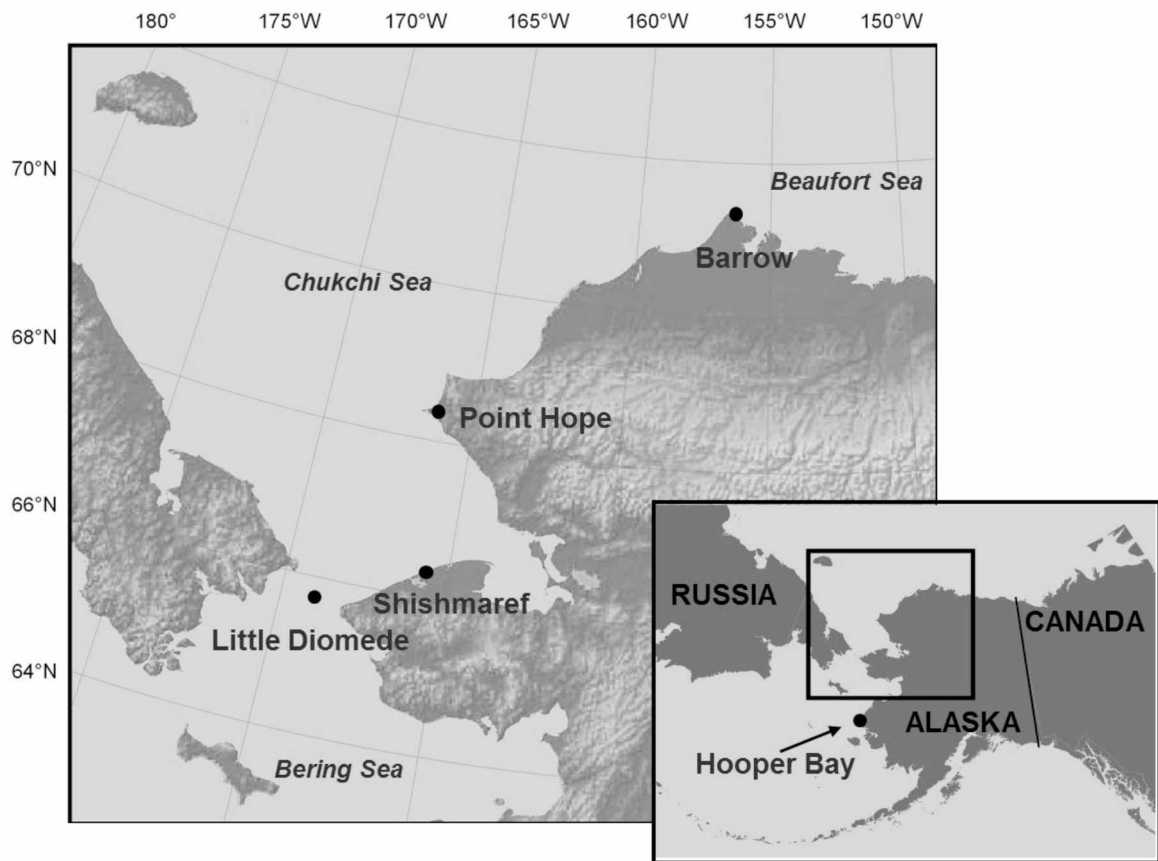 180° 175°W 170°W 165°W 160°W 155°W 150°W
70°N
Beaufort Sea
Barrow
Chukchi Sea
68°N
Point Hope
66°N
Shishmaref
Little Diomede
64°N
Bering Sea
RUSSIA
CANADA
ALASKA
Hooper Bay